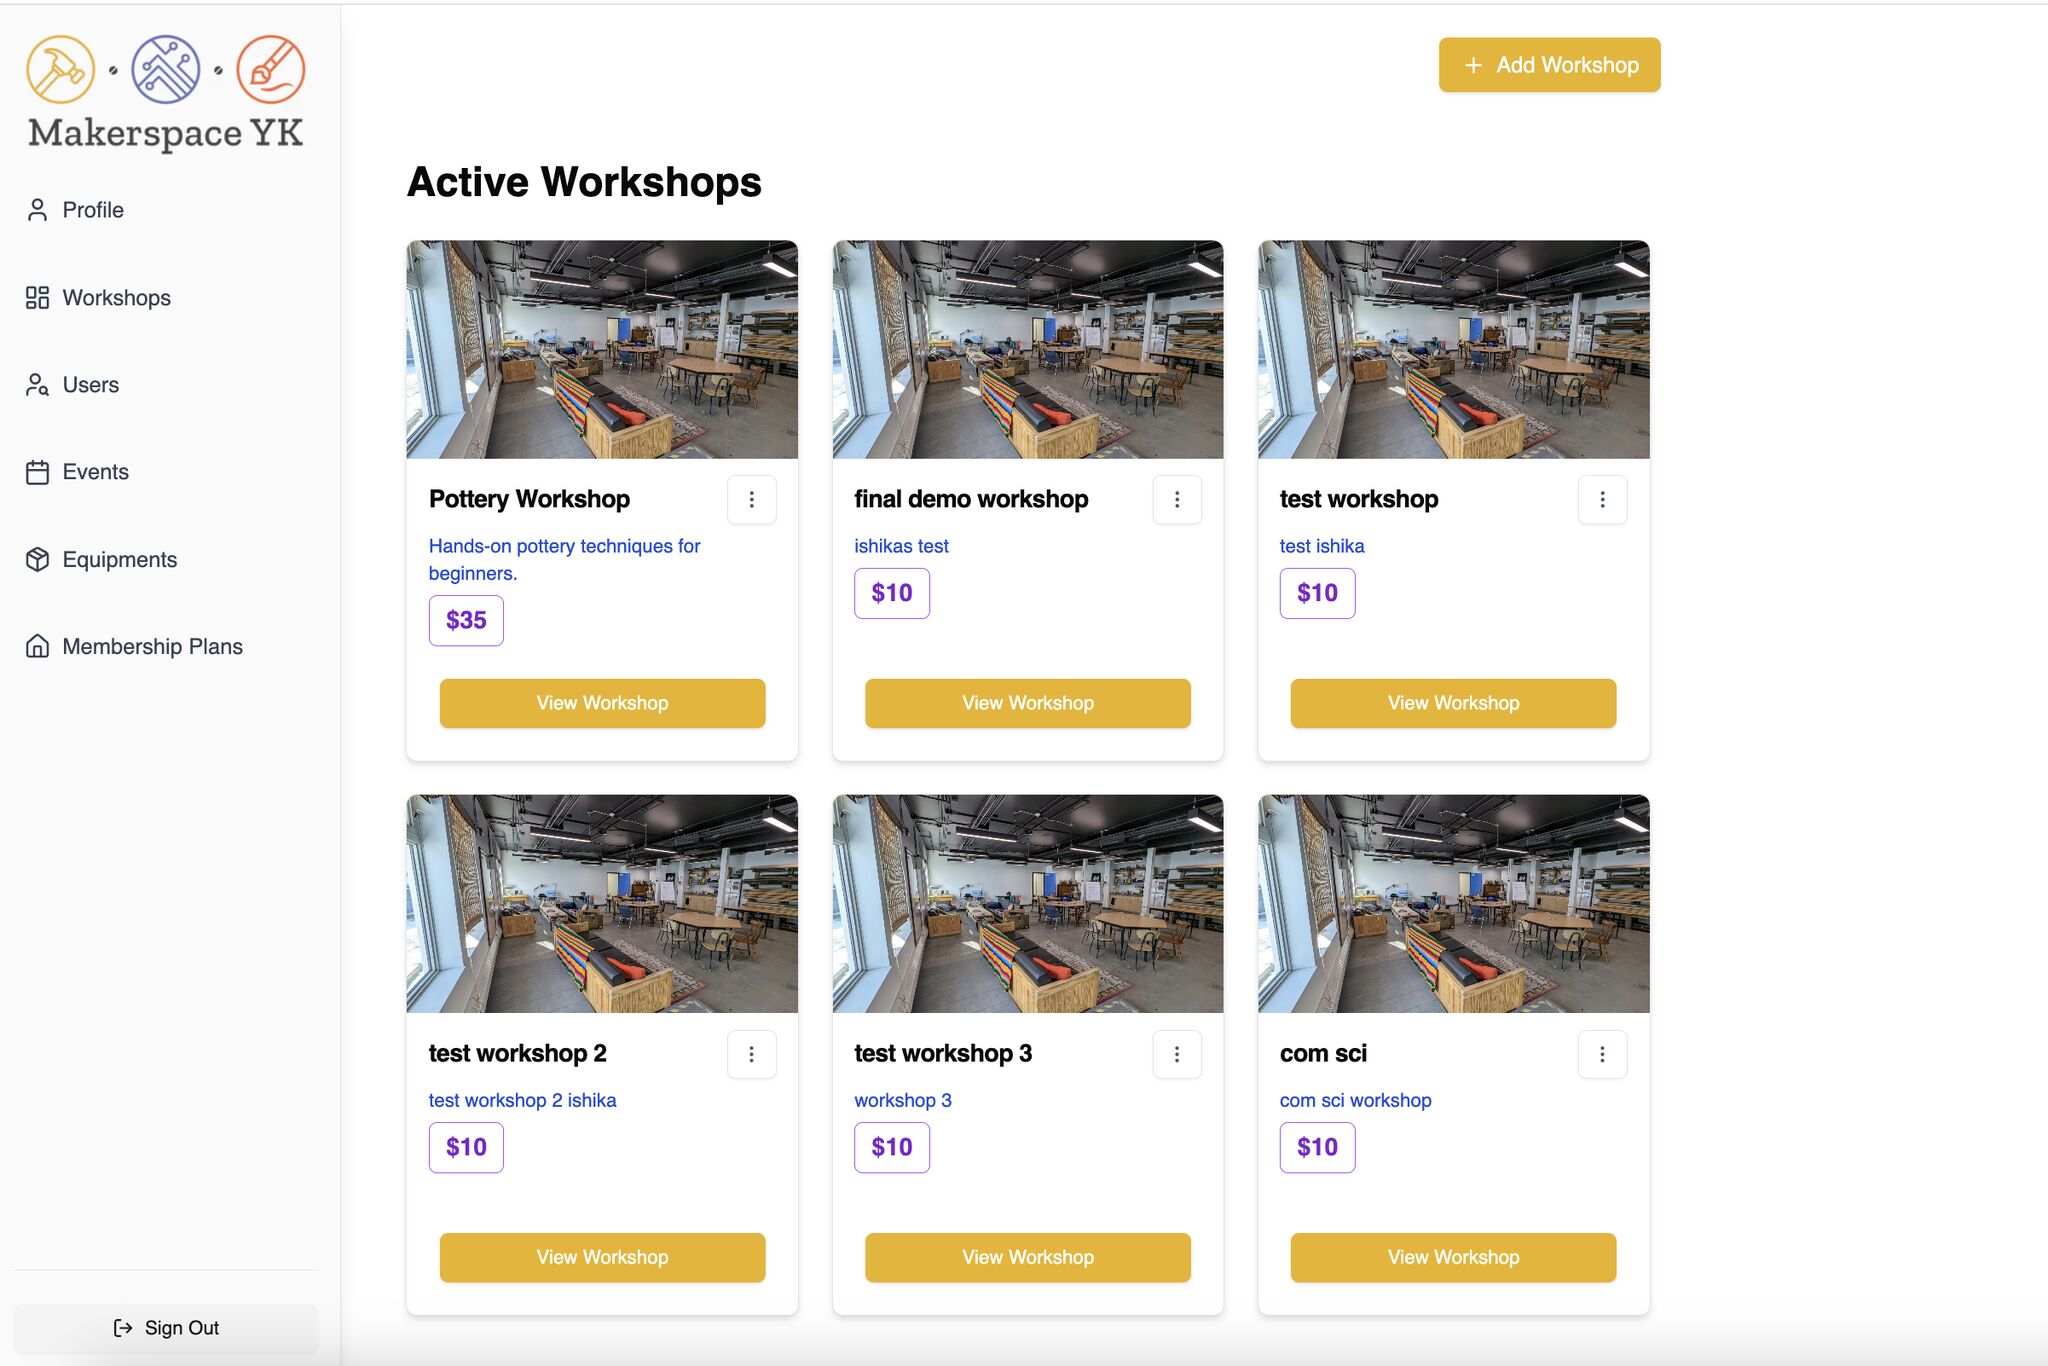 Makerspace YK
Profile
Workshops
Users
Events
Equipments
Membership Plans
Sign Out
+ Add Workshop
Active Workshops
Pottery Workshop
Hands-on pottery techniques for
beginners.
$35
View Workshop
final demo workshop
ishikas test
$10
View Workshop
test workshop
test ishika
$10
View Workshop
test workshop 2
test workshop 2 ishika
$10
View Workshop
test workshop 3
workshop 3
$10
View Workshop
com sci
com sci workshop
$10
View Workshop